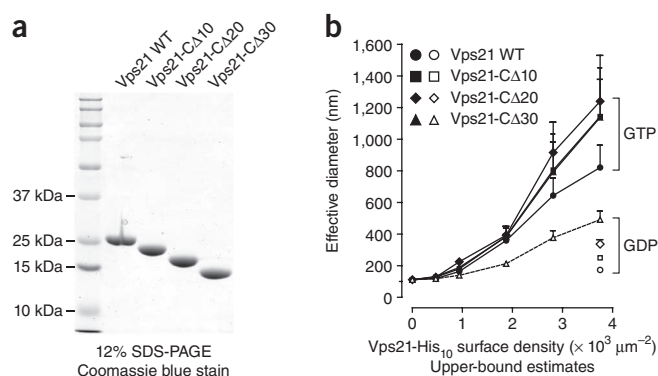 a
Vps21 WT
Vps21-CΔ10
Vps21-CΔ20
Vps21-CΔ30
37 kDa
25 kDa
15 kDa
10 kDa
12% SDS-PAGE
Coomassie blue stain
b
1,600
1,400
1,200
1,000
800
600
400
200
100
0
Effective diameter (nm)
Vps21 WT
Vps21-CΔ10
Vps21-CΔ20
Vps21-CΔ30
GTP
GDP
0 1 2 3 4
Vps21-His10 surface density (× 10³ μm⁻²)
Upper-bound estimates